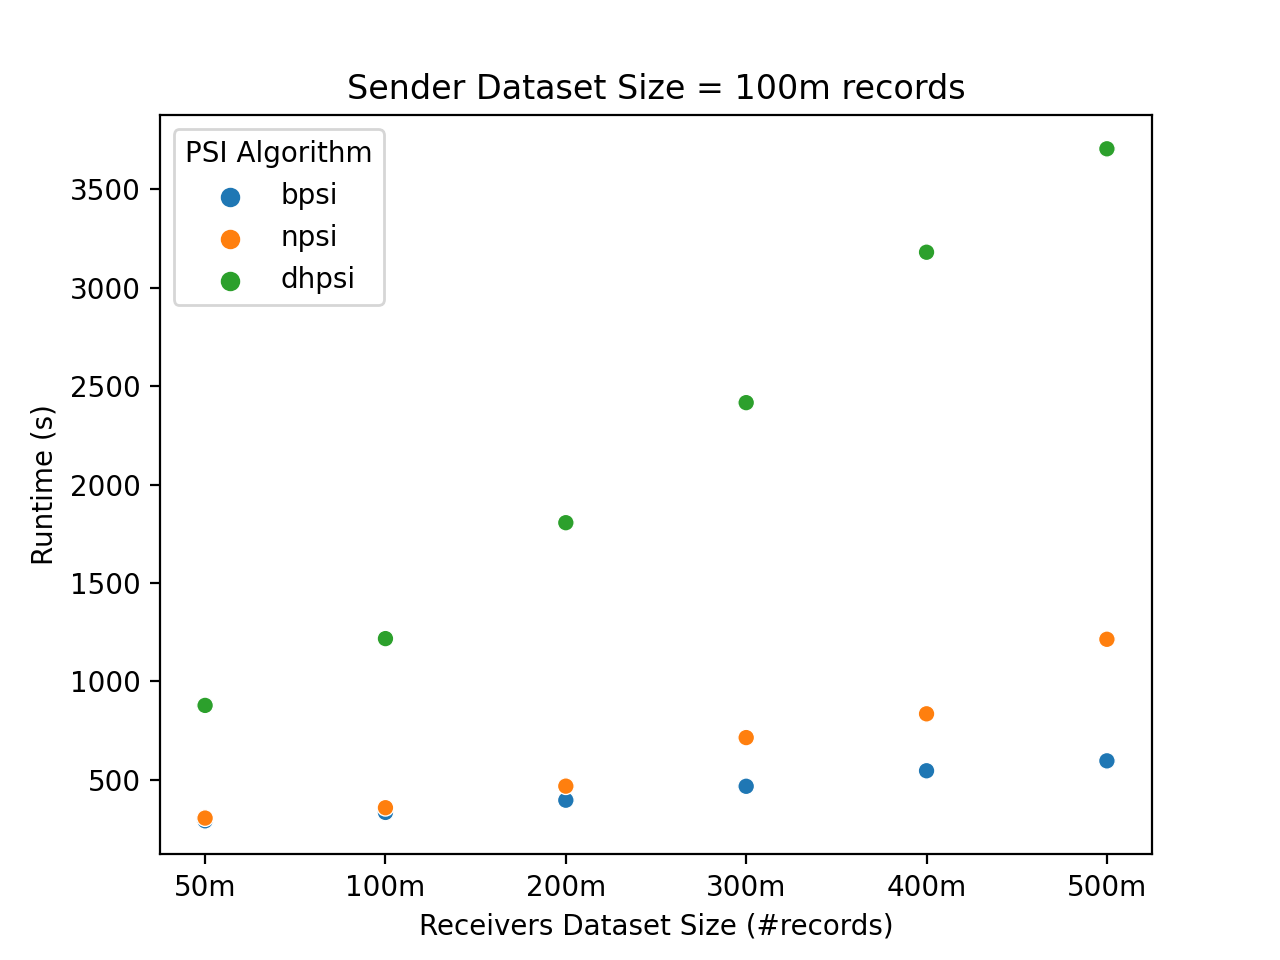 Sender Dataset Size = 100m records
PSI Algorithm
bpsi
npsi
dhpsi
3500
3000
2500
2000
1500
1000
500
Runtime (s)
50m 100m 200m 300m 400m 500m
Receivers Dataset Size (#records)